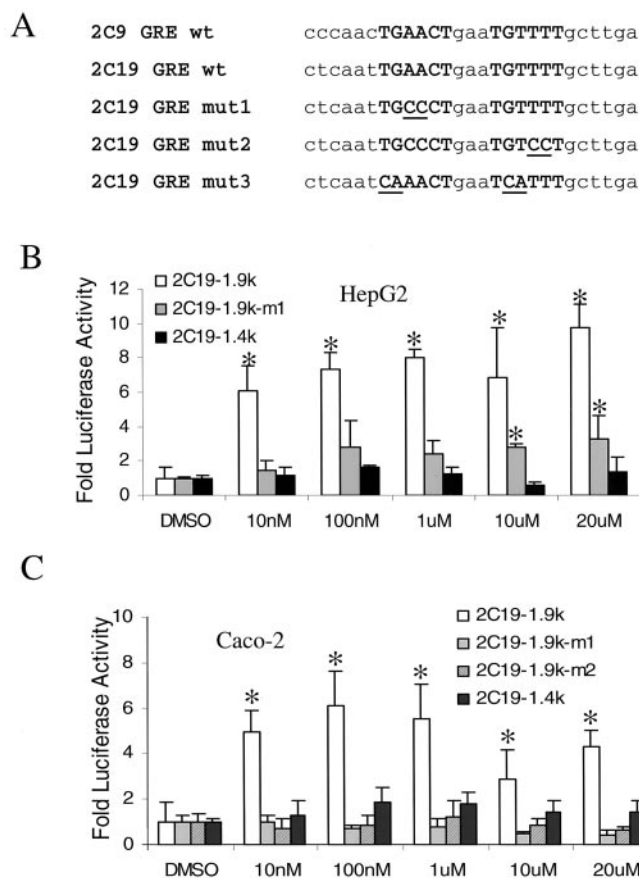 A
2C9 GRE wt cccaacTGAACTgaaTGTTTTgcttga
2C19 GRE wt ctcaatTGAACTgaaTGTTTTgcttga
2C19 GRE mut1 ctcaatTGCCCTgaaTGTTTTgcttga
2C19 GRE mut2 ctcaatTGCCCTgaaTGTCCTgcttga
2C19 GRE mut3 ctcaatCAAACTgaaTCATTTgcttga
B
Fold Luciferase Activity
12
10
8
6
4
2
0
2C19-1.9k
2C19-1.9k-m1
2C19-1.4k
HepG2
* * * * * * *
DMSO 10nM 100nM 1uM 10uM 20uM
C
Fold Luciferase Activity
10
8
6
4
2
0
Caco-2
2C19-1.9k
2C19-1.9k-m1
2C19-1.9k-m2
2C19-1.4k
* * * * *
DMSO 10nM 100nM 1uM 10uM 20uM